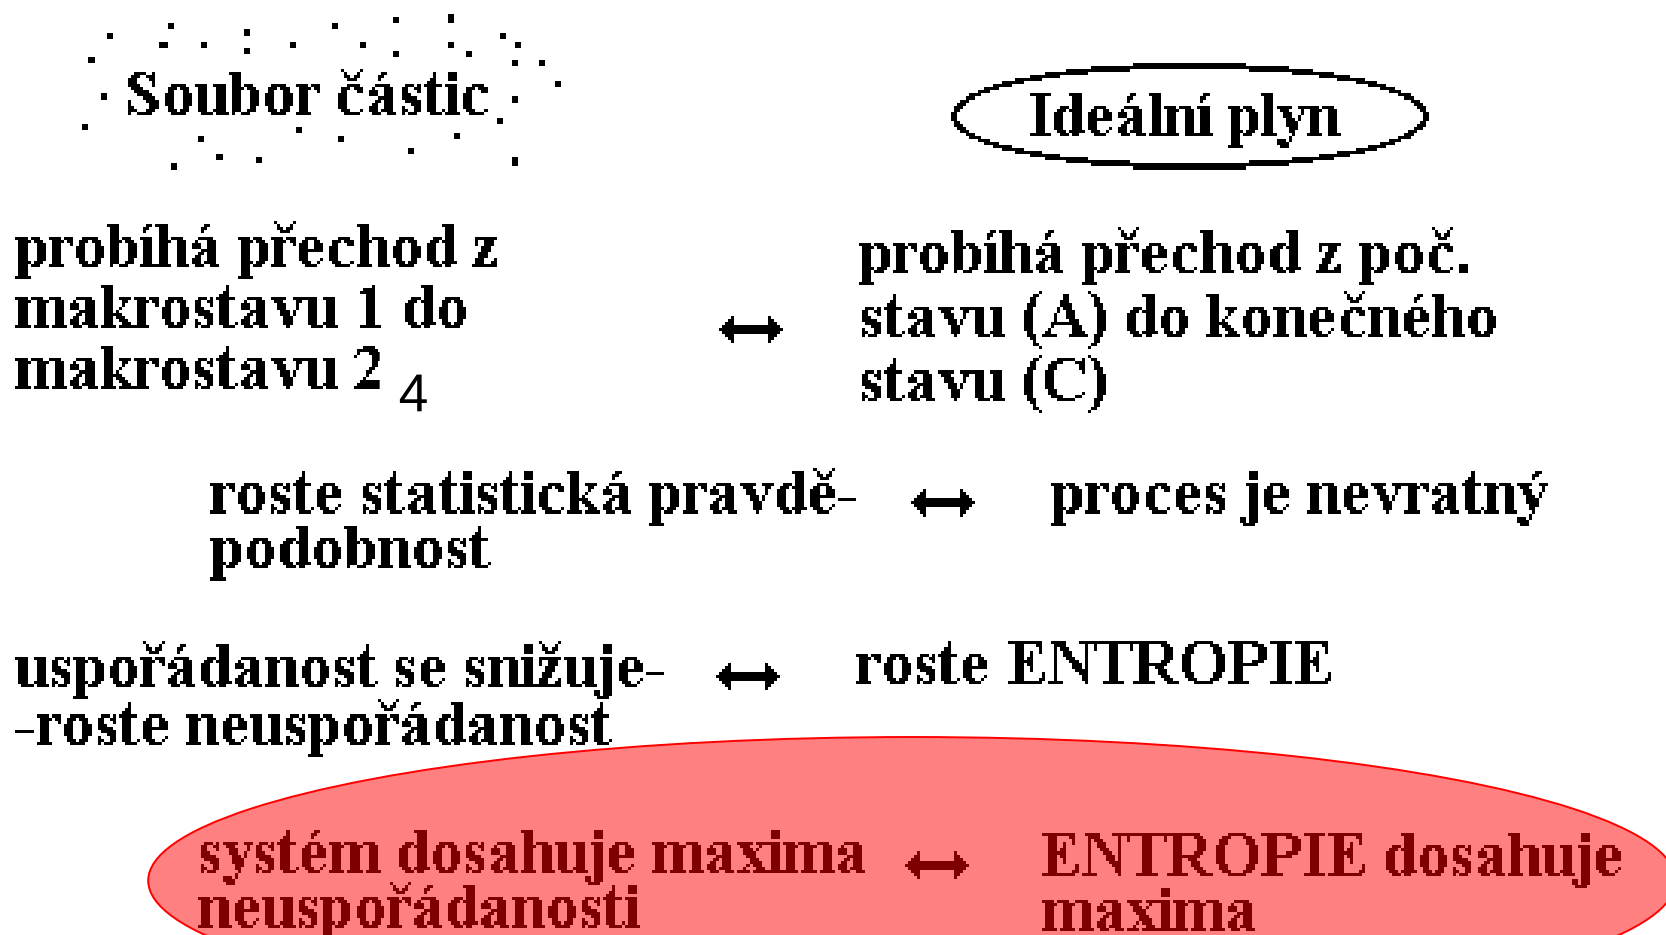 Soubor částic
Ideální plyn
probíhá přechod z
makrostavu 1 do
makrostavu 2
4
probíhá přechod z poč.
stavu (A) do konečného
stavu (C)
roste statistická pravdě-
podobnost
proces je nevratný
uspořádanost se snižuje-
-roste neuspořádanost
roste ENTROPIE
systém dosahuje maxima
neuspořádanosti
ENTROPIE dosahuje
maxima